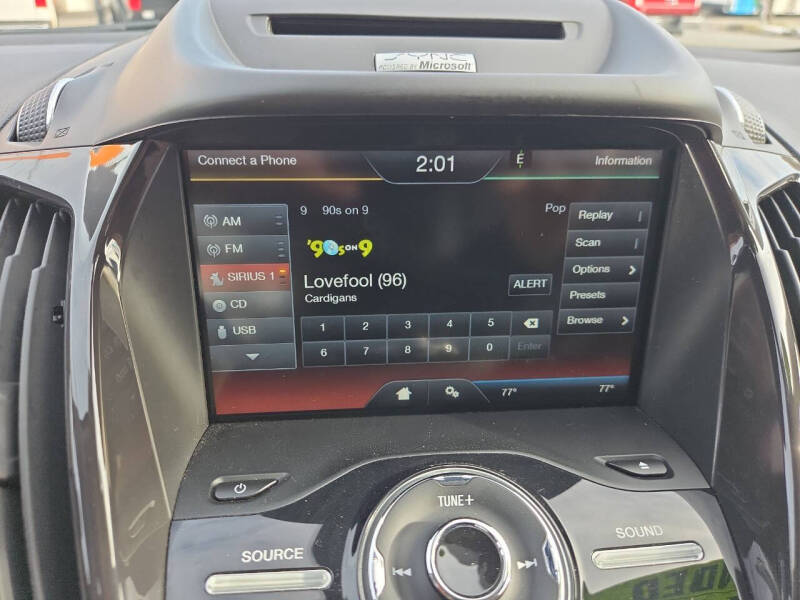 SYNC
POWERED BY Microsoft
Connect a Phone
2:01
E
Information
9 90s on 9
Pop
AM
FM
SIRIUS 1
CD
USB
'90s ON 9
Lovefool (96)
Cardigans
ALERT
Replay
Scan
Options
Presets
Browse
1 2 3 4 5
6 7 8 9 0 Enter
77°
77°
TUNE+
SOURCE
SOUND